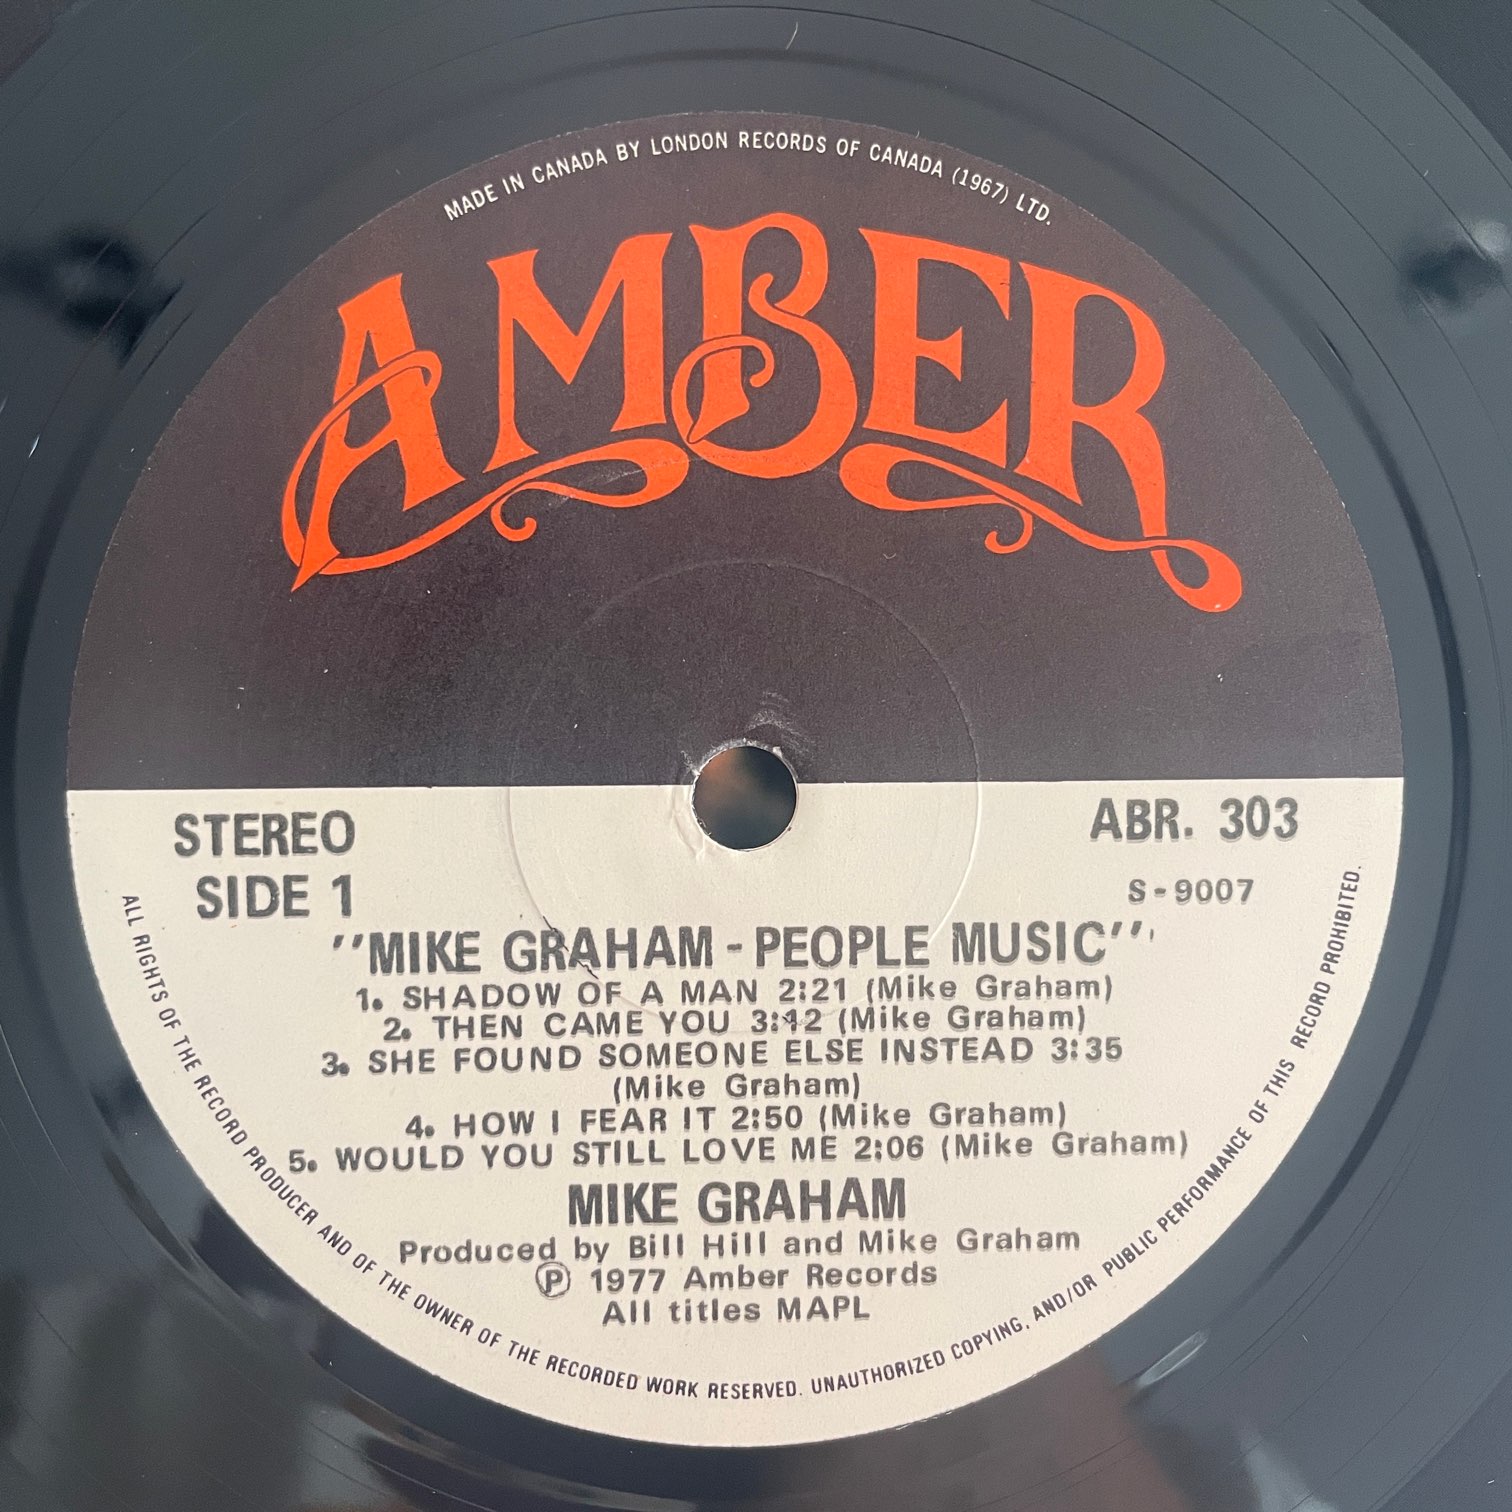 MADE IN CANADA BY LONDON RECORDS OF CANADA (1967) LTD.
AMBER
STEREO
SIDE 1
ABR. 303
S-9007
"MIKE GRAHAM - PEOPLE MUSIC"
1. SHADOW OF A MAN 2:21 (Mike Graham)
2. THEN CAME YOU 3:12 (Mike Graham)
3. SHE FOUND SOMEONE ELSE INSTEAD 3:35
(Mike Graham)
4. HOW I FEAR IT 2:50 (Mike Graham)
5. WOULD YOU STILL LOVE ME 2:06 (Mike Graham)
MIKE GRAHAM
Produced by Bill Hill and Mike Graham
Ⓟ 1977 Amber Records
All titles MAPL
ALL RIGHTS OF THE RECORD PRODUCER AND OF THE OWNER OF THE RECORDED WORK RESERVED. UNAUTHORIZED COPYING, AND/OR PUBLIC PERFORMANCE OF THIS RECORD PROHIBITED.